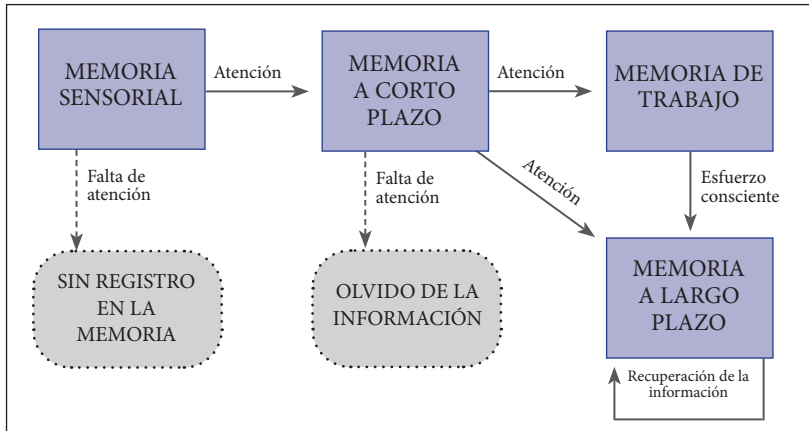 MEMORIA
SENSORIAL
Atención
MEMORIA
A CORTO
PLAZO
Atención
MEMORIA DE
TRABAJO
Falta de
atención
Falta de
atención
Atención
Esfuerzo
consciente
SIN REGISTRO
EN LA
MEMORIA
OLVIDO DE LA
INFORMACIÓN
MEMORIA
A LARGO
PLAZO
Recuperación de la
información